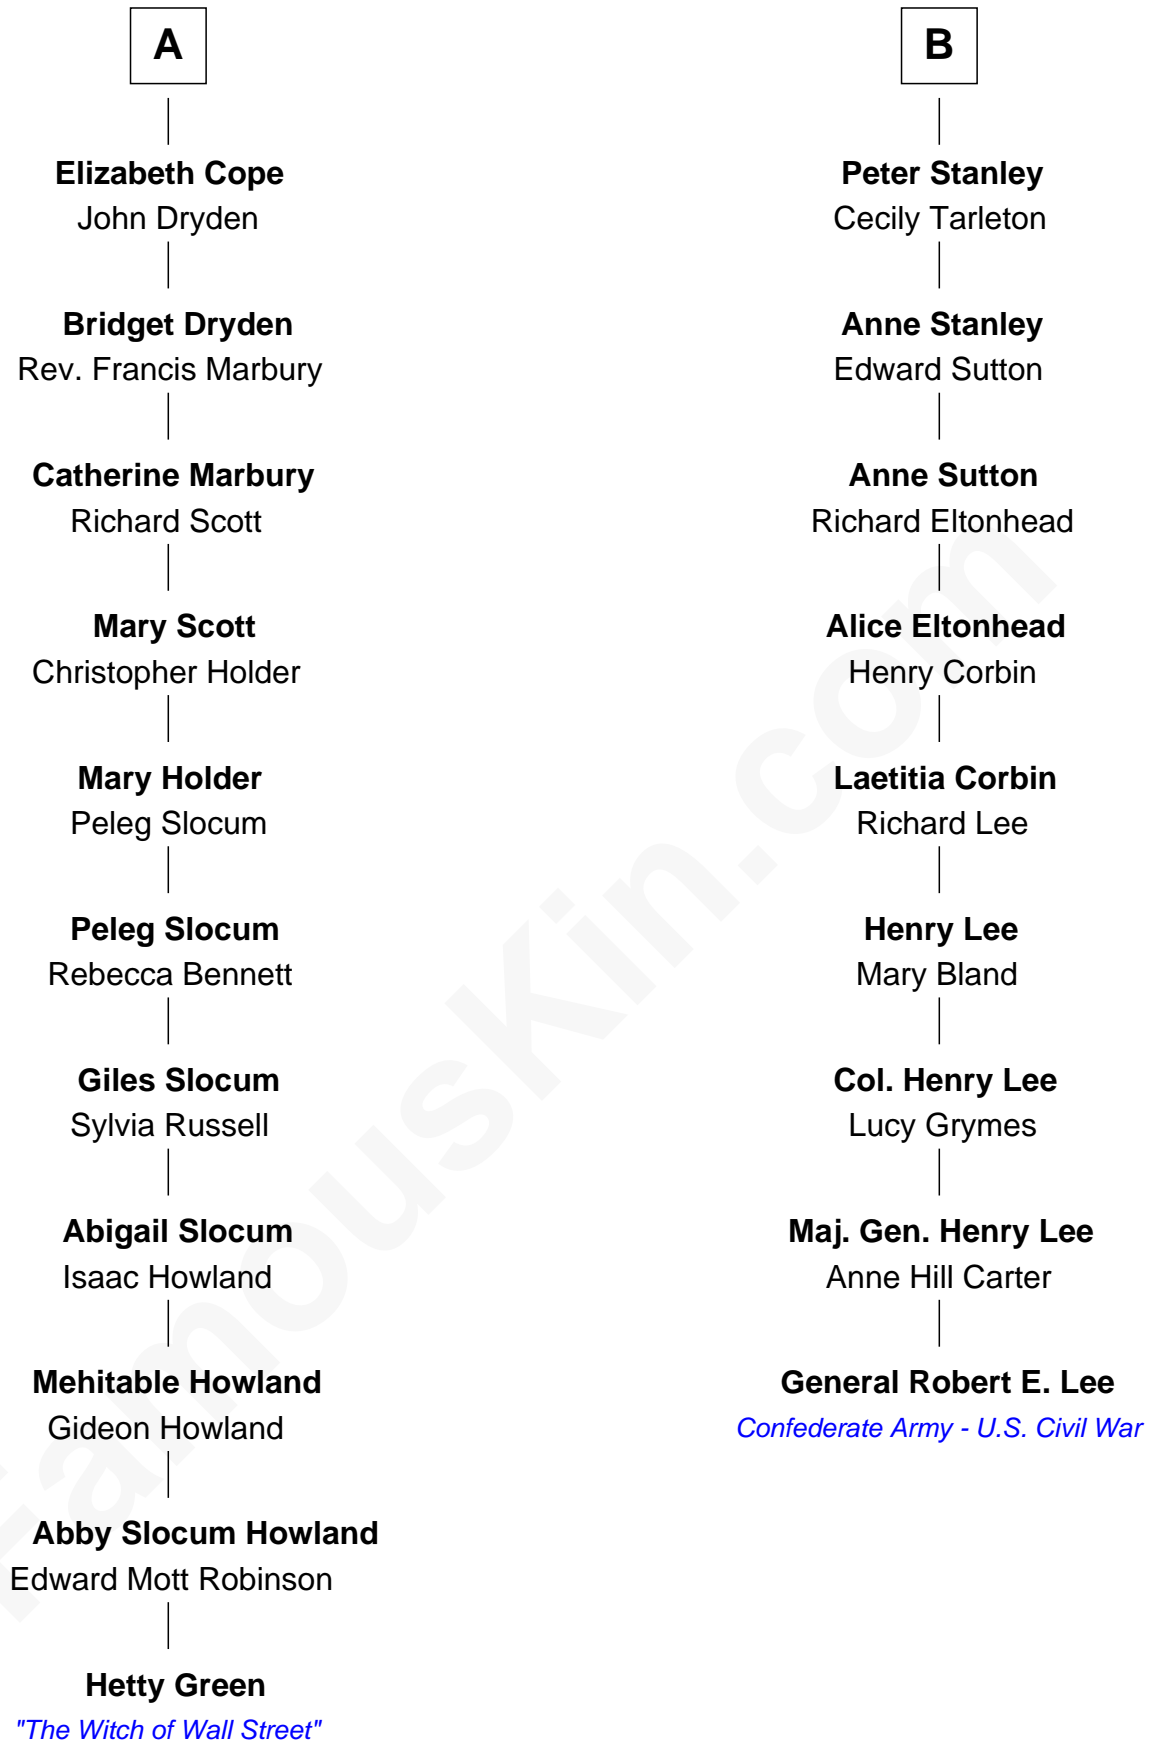 A
Elizabeth Cope
John Dryden
Bridget Dryden
Rev. Francis Marbury
Catherine Marbury
Richard Scott
Mary Scott
Christopher Holder
Mary Holder
Peleg Slocum
Peleg Slocum
Rebecca Bennett
Giles Slocum
Sylvia Russell
Abigail Slocum
Isaac Howland
Mehitable Howland
Gideon Howland
Abby Slocum Howland
Edward Mott Robinson
Hetty Green
"The Witch of Wall Street"
B
Peter Stanley
Cecily Tarleton
Anne Stanley
Edward Sutton
Anne Sutton
Richard Eltonhead
Alice Eltonhead
Henry Corbin
Laetitia Corbin
Richard Lee
Henry Lee
Mary Bland
Col. Henry Lee
Lucy Grymes
Maj. Gen. Henry Lee
Anne Hill Carter
General Robert E. Lee
Confederate Army - U.S. Civil War
FamousKin.com